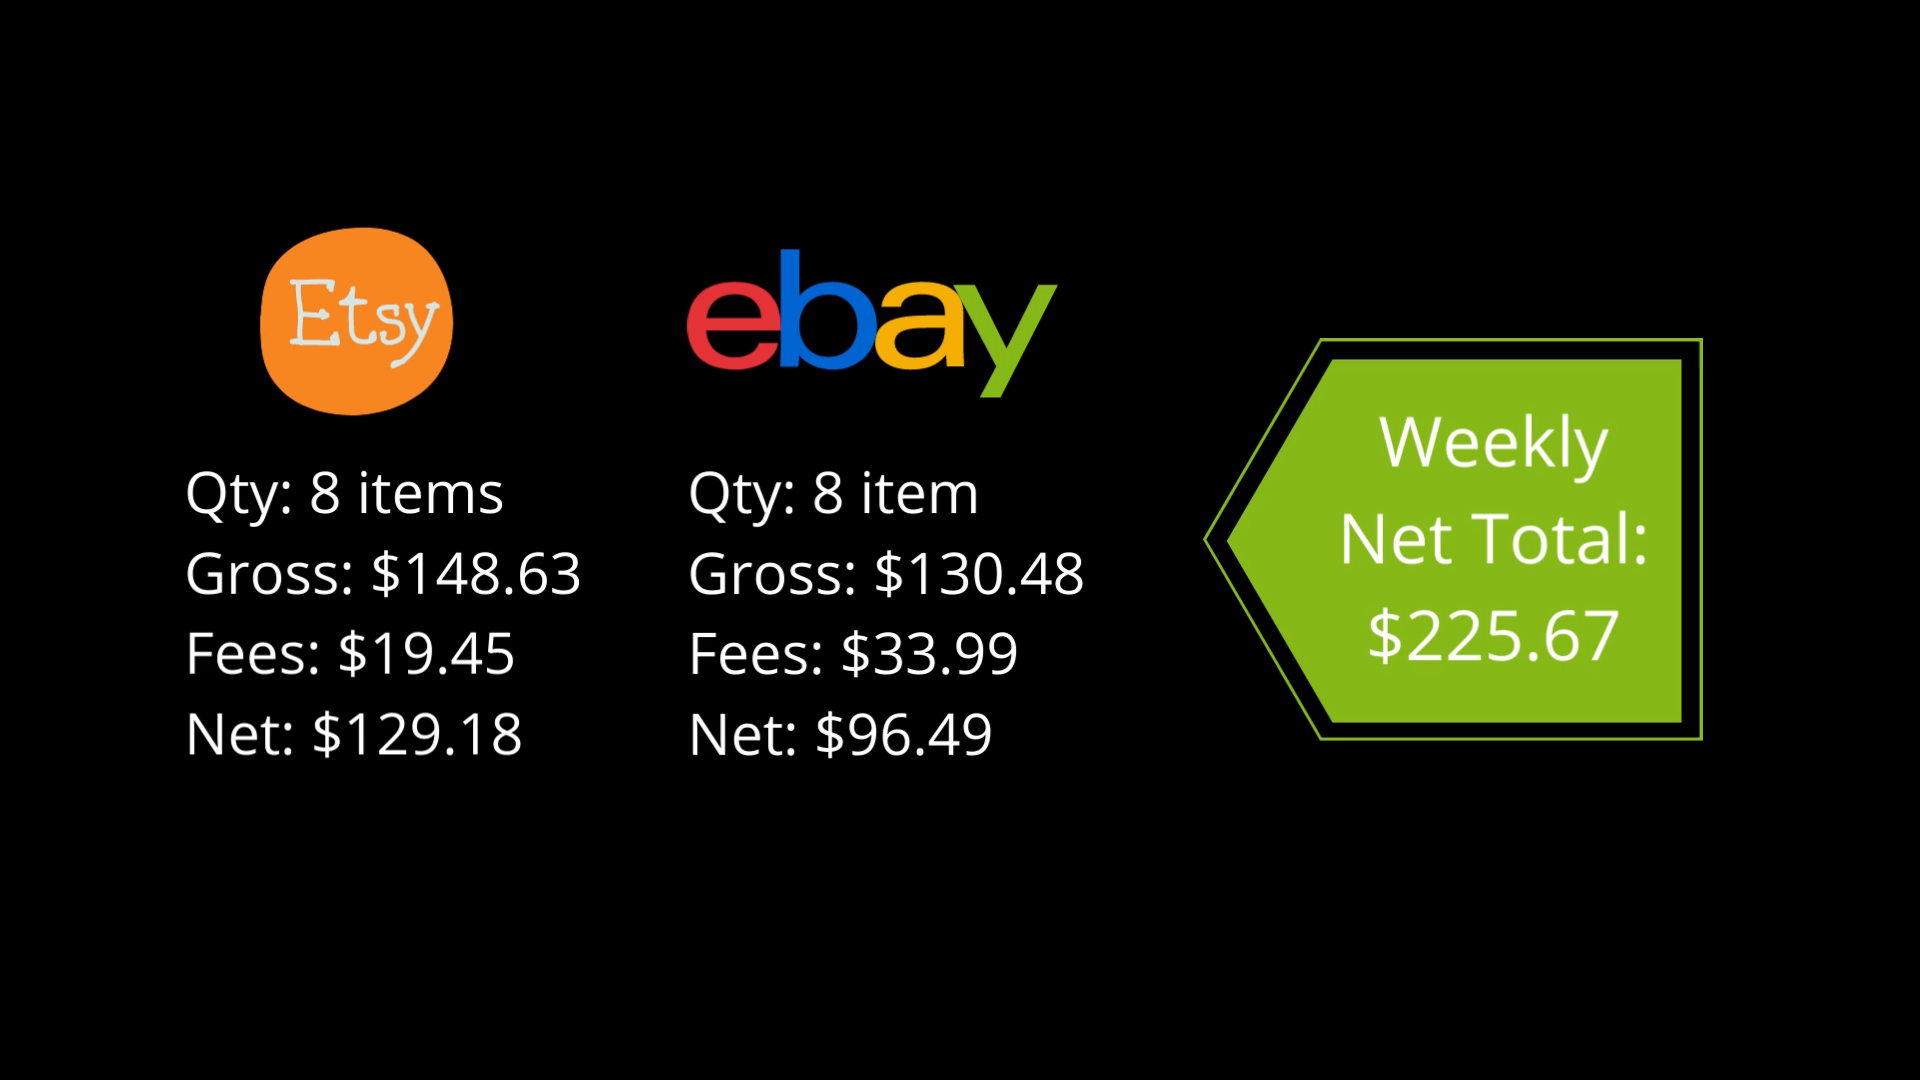 Etsy
Qty: 8 items
Gross: $148.63
Fees: $19.45
Net: $129.18
ebay
Qty: 8 item
Gross: $130.48
Fees: $33.99
Net: $96.49
Weekly
Net Total:
$225.67